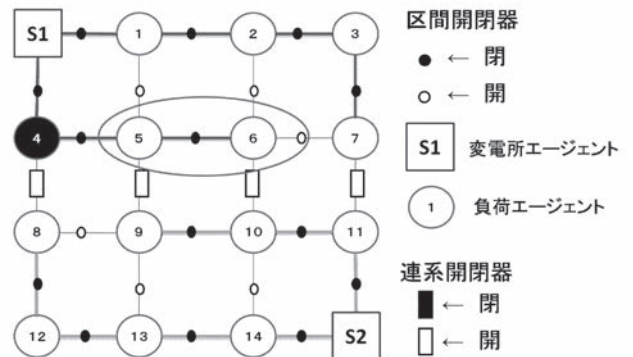 S1
1
2
3
4
5
6
7
8
9
10
11
12
13
14
S2
区間開閉器
● ← 閉
○ ← 開
S1 変電所エージェント
1 負荷エージェント
連系開閉器
← 閉
← 開